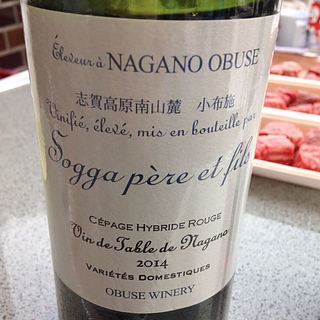 Éleveur à NAGANO OBUSE
志賀高原南山麓 小布施
Vinifié, élevé, mis en bouteille par
Sogga père et fils
CÉPAGE HYBRIDE ROUGE
Vin de Table de Nagano
2014
VARIÉTÉS DOMESTIQUES
OBUSE WINERY